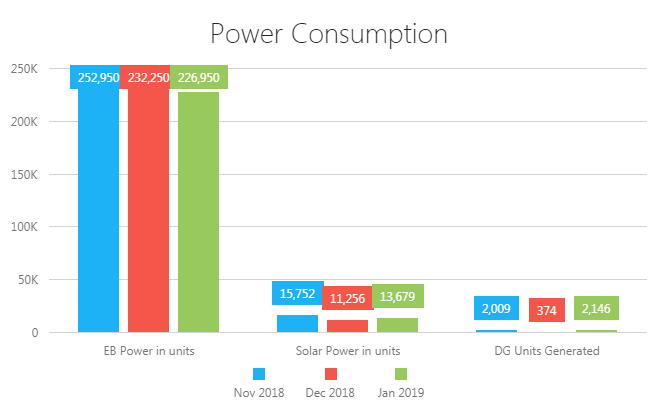 Power Consumption
250K
252,950 232,250 226,950
200K
150K
100K
50K
15,752 11,256 13,679
2,009 374 2,146
0
EB Power in units Solar Power in units DG Units Generated
Nov 2018 Dec 2018 Jan 2019